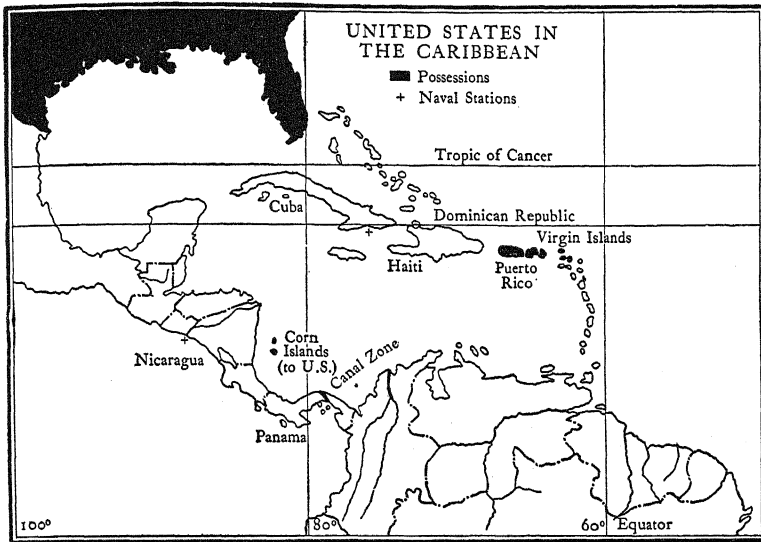 UNITED STATES IN
THE CARIBBEAN
Possessions
+ Naval Stations
Tropic of Cancer
Cuba
Dominican Republic
Haiti
Virgin Islands
Puerto
Rico
Corn
Islands
(to U.S.)
Nicaragua
Canal Zone
Panama
100°
80°
60°
Equator